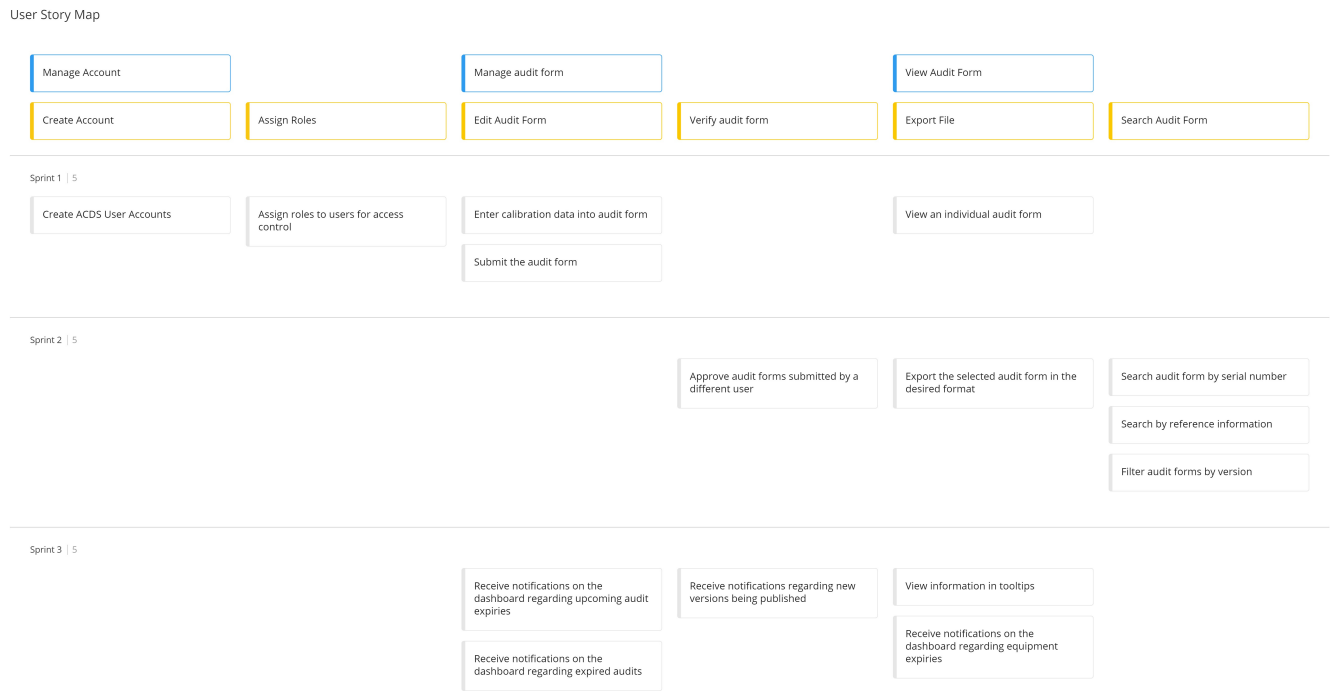 User Story Map
Manage Account
Manage audit form
View Audit Form
Create Account
Assign Roles
Edit Audit Form
Verify audit form
Export File
Search Audit Form
Sprint 1 | 5
Create ACDS User Accounts
Assign roles to users for access
control
Enter calibration data into audit form
Submit the audit form
View an individual audit form
Sprint 2 | 5
Approve audit forms submitted by a
different user
Export the selected audit form in the
desired format
Search audit form by serial number
Search by reference information
Filter audit forms by version
Sprint 3 | 5
Receive notifications on the
dashboard regarding upcoming audit
expiries
Receive notifications on the
dashboard regarding expired audits
Receive notifications regarding new
versions being published
View information in tooltips
Receive notifications on the
dashboard regarding equipment
expiries